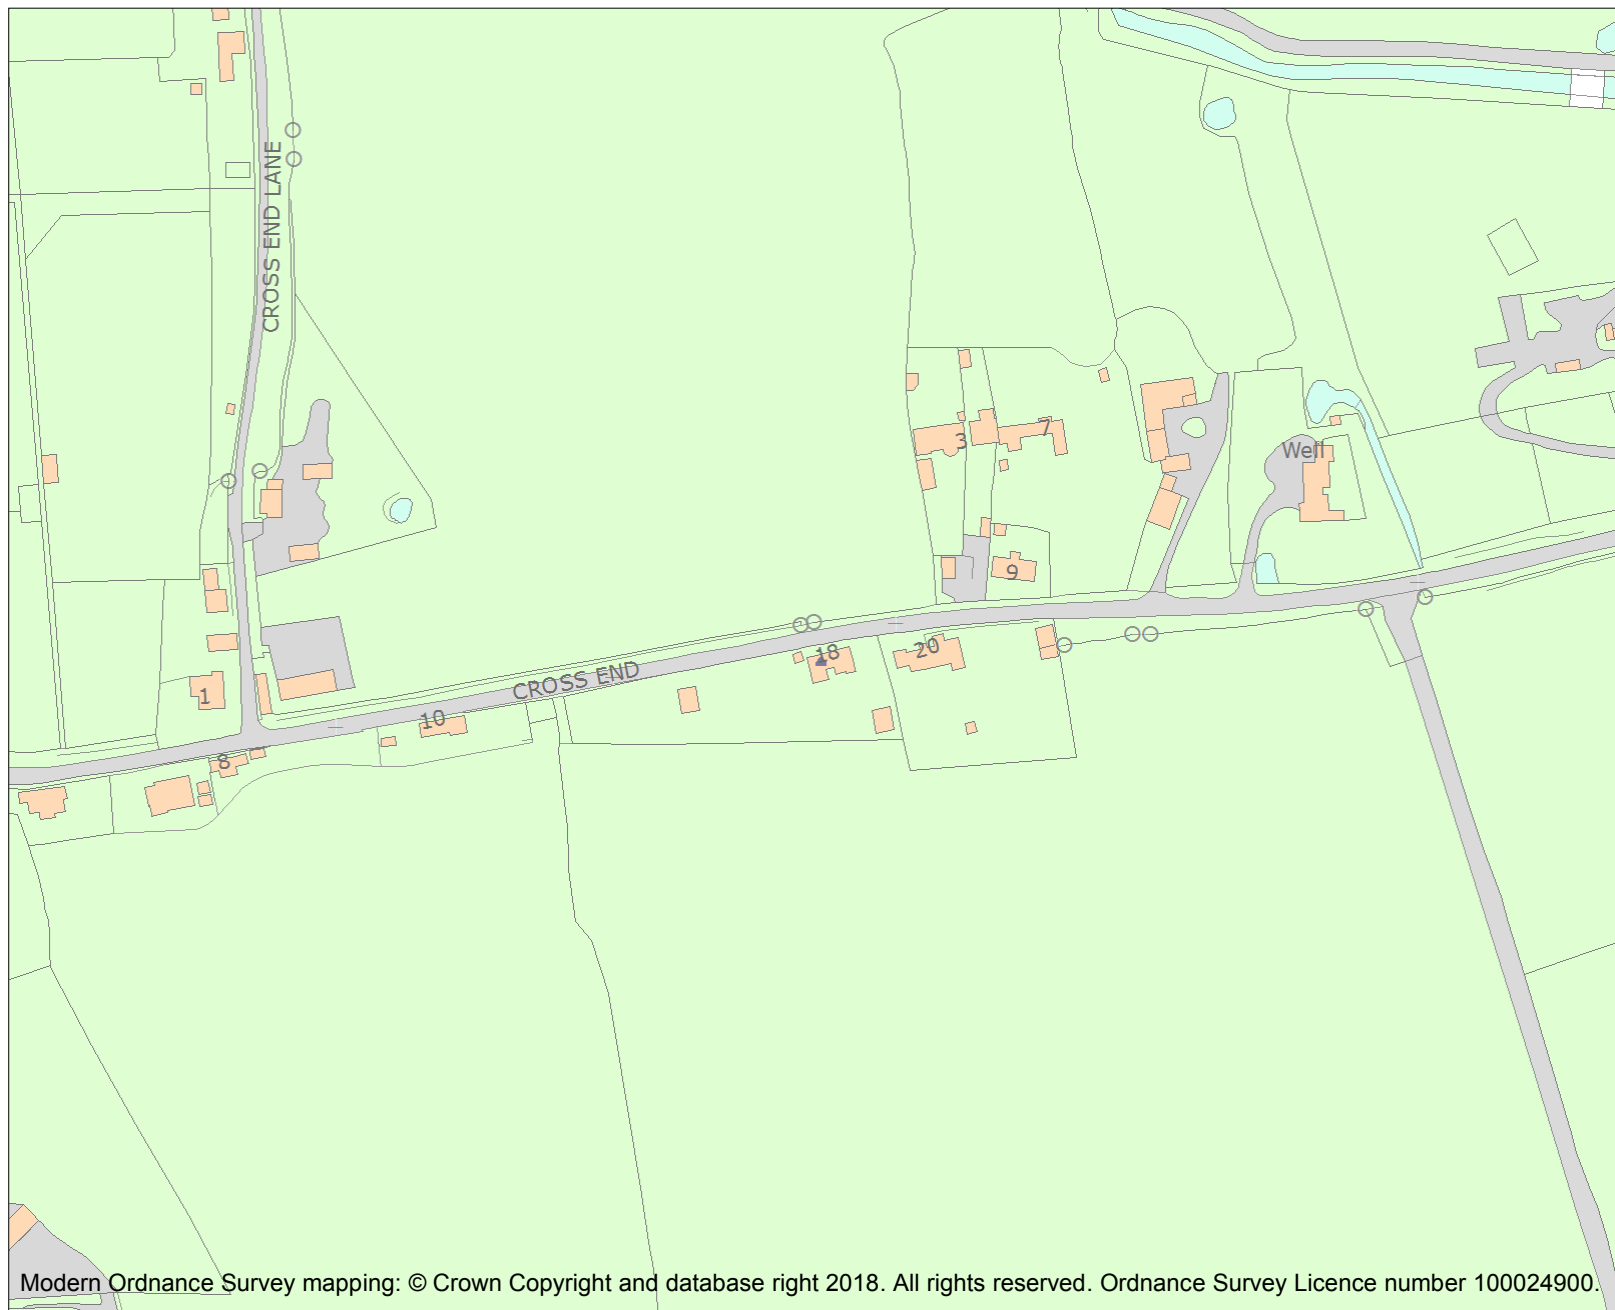 CROSS END LANE
3
7
Well
9
18
20
CROSS END
1
10
8
Modern Ordnance Survey mapping: © Crown Copyright and database right 2018. All rights reserved. Ordnance Survey Licence number 100024900.